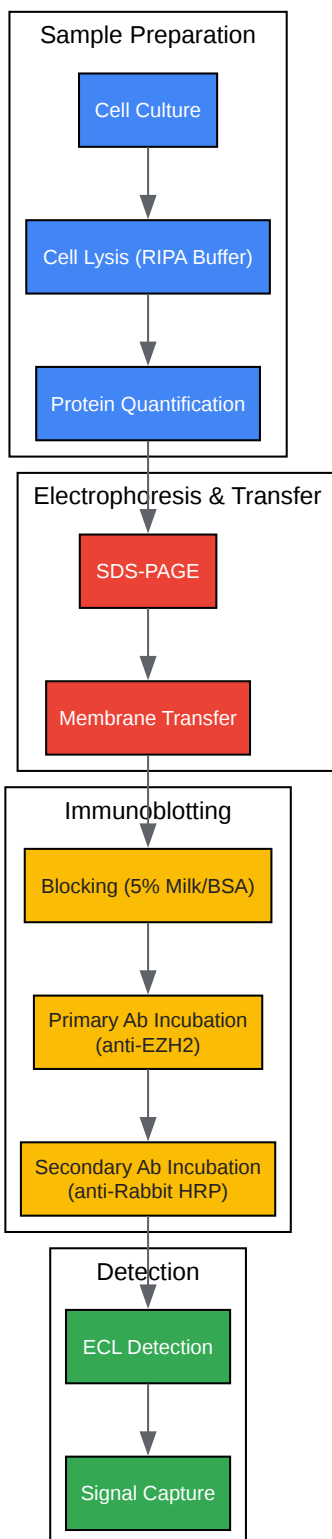 Sample Preparation
Cell Culture
Cell Lysis (RIPA Buffer)
Protein Quantification
Electrophoresis & Transfer
SDS-PAGE
Membrane Transfer
Immunoblotting
Blocking (5% Milk/BSA)
Primary Ab Incubation
(anti-EZH2)
Secondary Ab Incubation
(anti-Rabbit HRP)
Detection
ECL Detection
Signal Capture